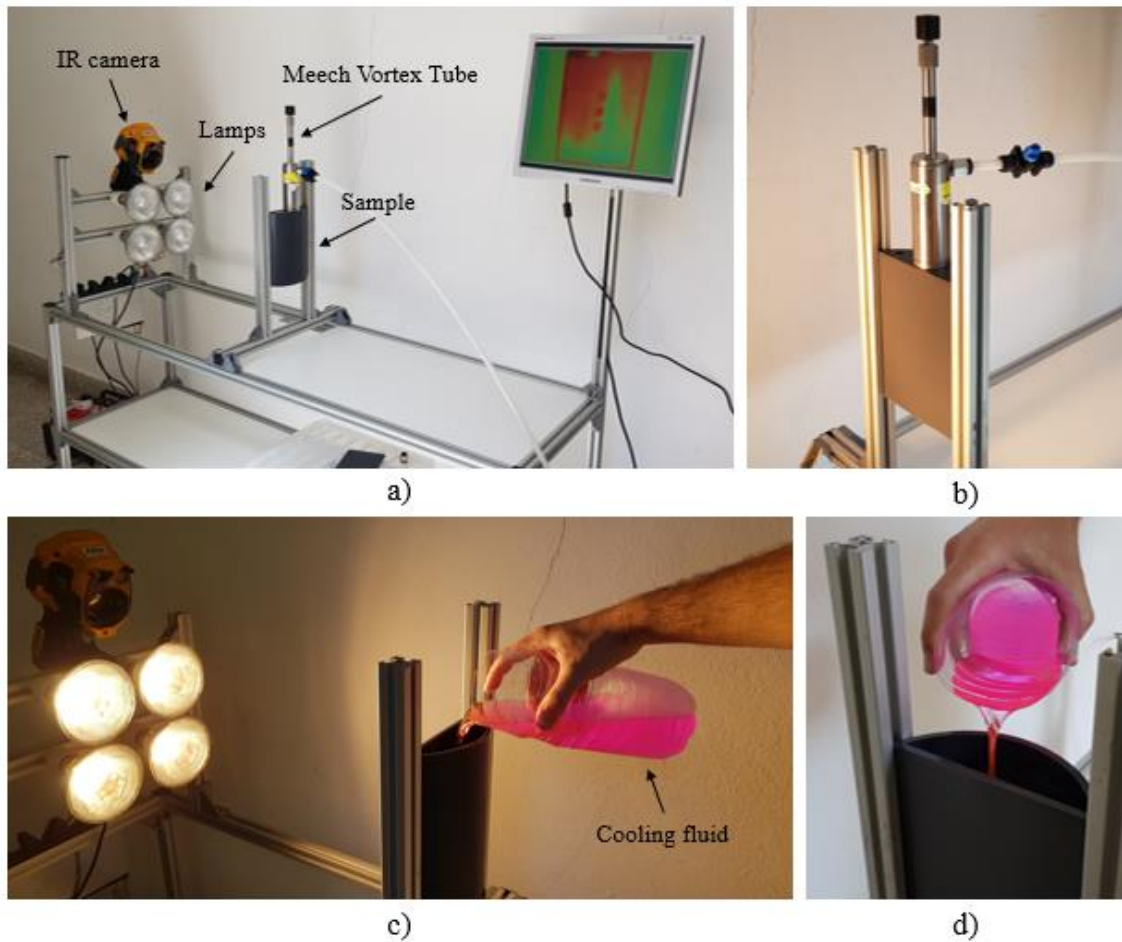 IR camera
Meech Vortex Tube
Lamps
Sample
a)
b)
Cooling fluid
c)
d)